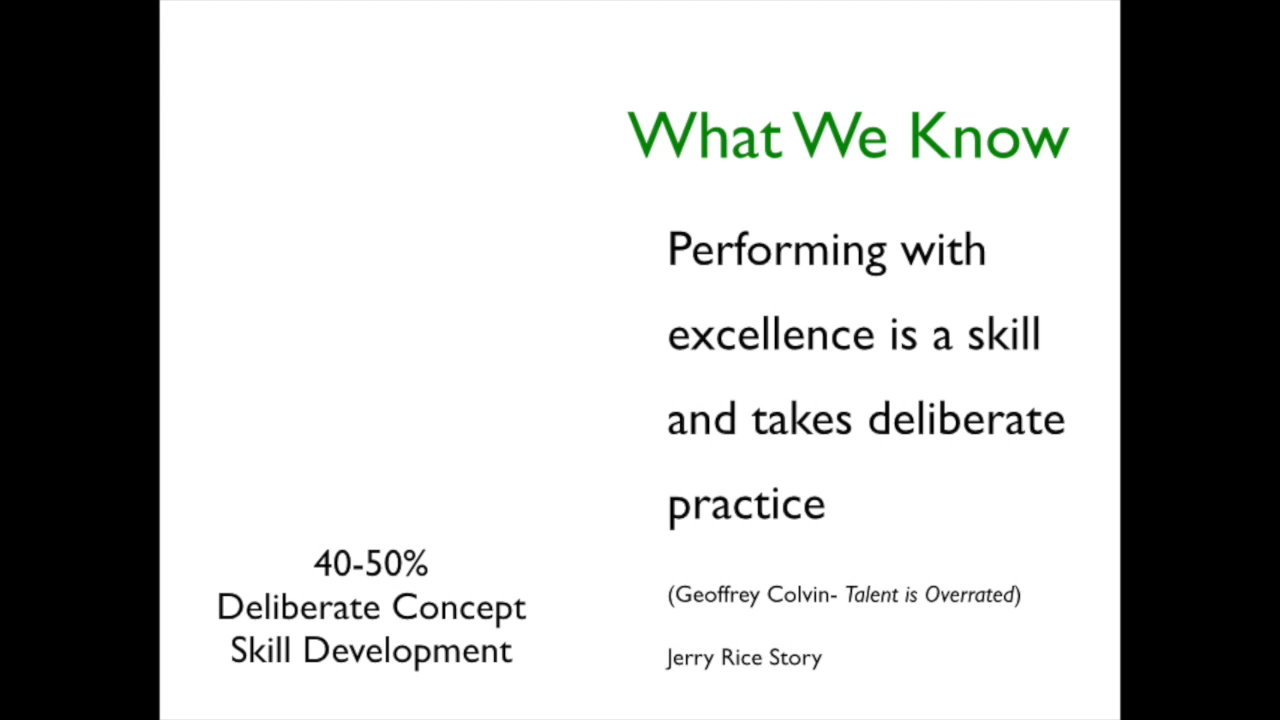 What We Know
Performing with
excellence is a skill
and takes deliberate
practice
(Geoffrey Colvin- Talent is Overrated)
Jerry Rice Story
40-50%
Deliberate Concept
Skill Development